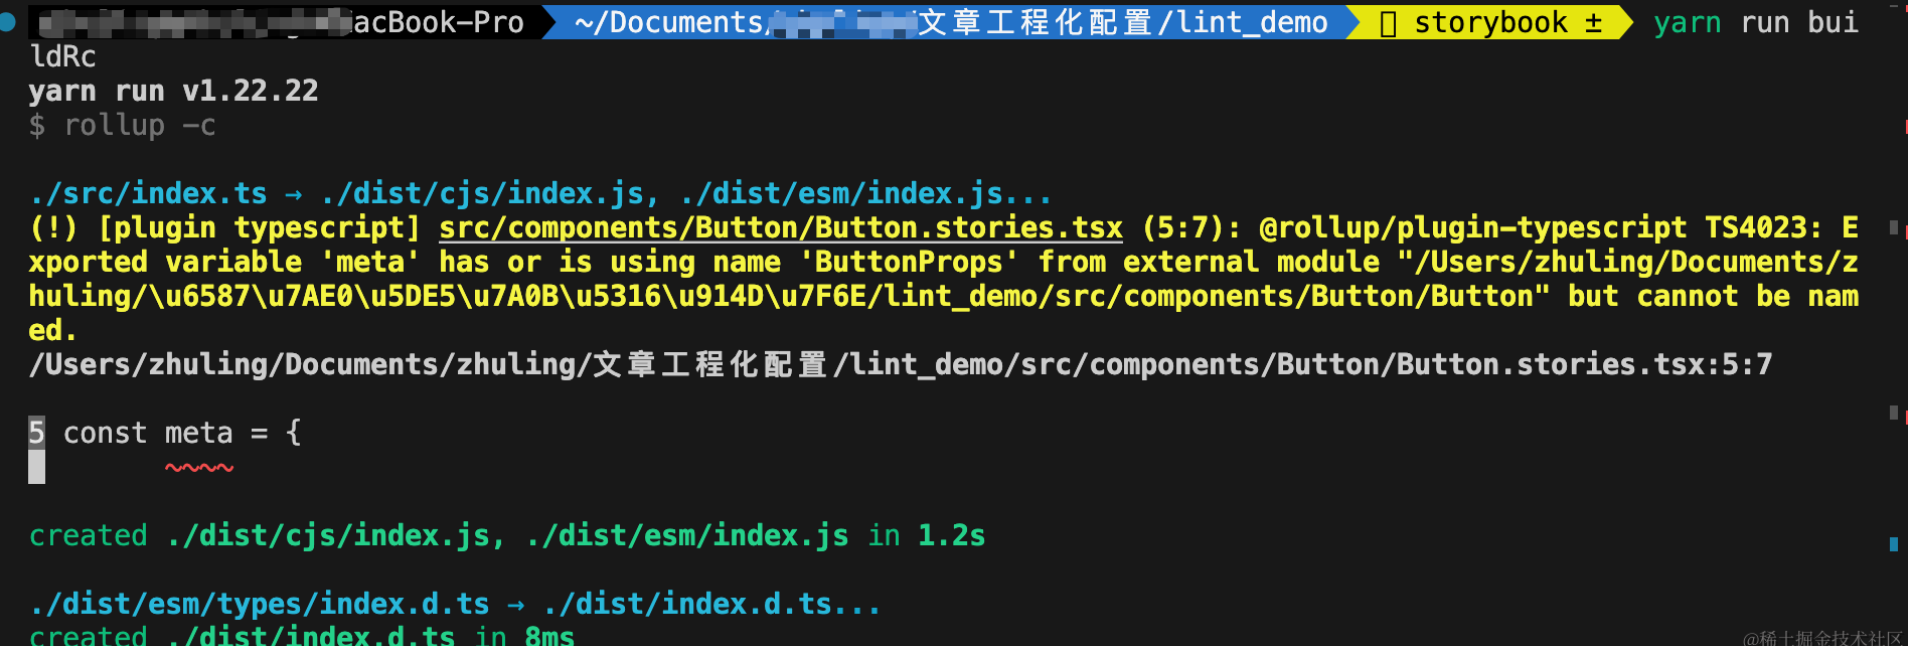 acBook-Pro ~/Documents/ 文章工程化配置/lint_demo storybook ± yarn run bui
ldRc
yarn run v1.22.22
$ rollup -c
./src/index.ts → ./dist/cjs/index.js, ./dist/esm/index.js...
(!) [plugin typescript] src/components/Button/Button.stories.tsx (5:7): @rollup/plugin-typescript TS4023: E
xported variable 'meta' has or is using name 'ButtonProps' from external module "/Users/zhuling/Documents/z
huling/\u6587\u7AE0\u5DE5\u7A0B\u5316\u914D\u7F6E/lint_demo/src/components/Button/Button" but cannot be nam
ed.
/Users/zhuling/Documents/zhuling/文章工程化配置/lint_demo/src/components/Button/Button.stories.tsx:5:7
5 const meta = {
~~~~
created ./dist/cjs/index.js, ./dist/esm/index.js in 1.2s
./dist/esm/types/index.d.ts → ./dist/index.d.ts...
created ./dist/index.d.ts in 8ms
@稀土掘金技术社区